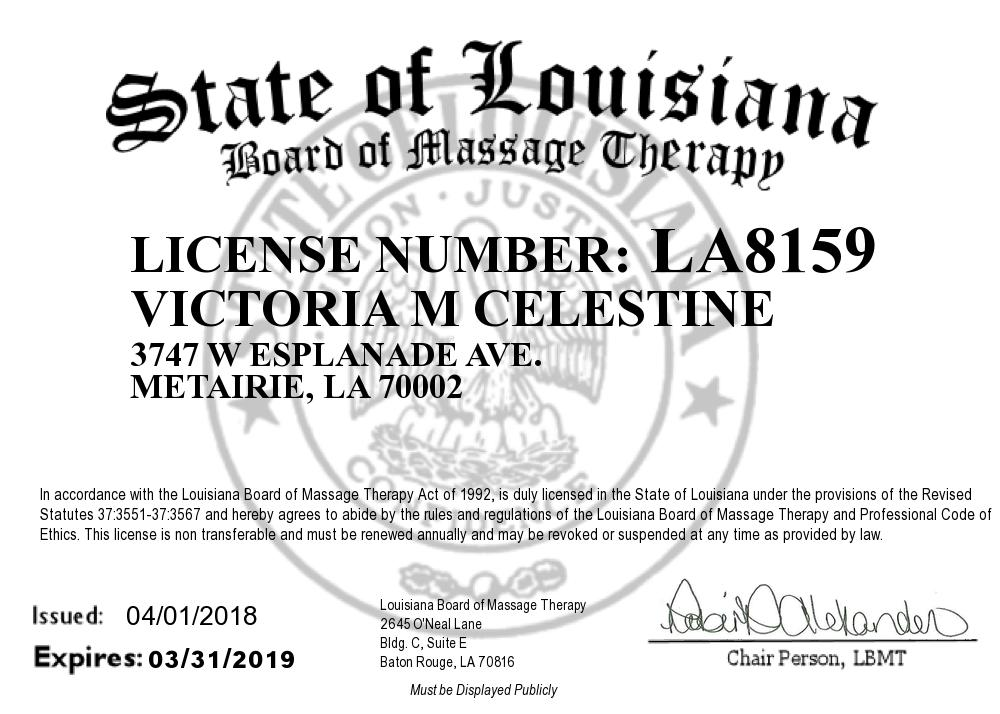 State of Louisiana
Board of Massage Therapy
LICENSE NUMBER: LA8159
VICTORIA M CELESTINE
3747 W ESPLANADE AVE.
METAIRIE, LA 70002
In accordance with the Louisiana Board of Massage Therapy Act of 1992, is duly licensed in the State of Louisiana under the provisions of the Revised
Statutes 37:3551-37:3567 and hereby agrees to abide by the rules and regulations of the Louisiana Board of Massage Therapy and Professional Code of
Ethics. This license is non transferable and must be renewed annually and may be revoked or suspended at any time as provided by law.
Issued: 04/01/2018
Expires: 03/31/2019
Louisiana Board of Massage Therapy
2645 O'Neal Lane
Bldg. C, Suite E
Baton Rouge, LA 70816
Must be Displayed Publicly
Alexander
Chair Person, LBMT
STATE OF LOUISIANA
UNION · JUSTICE
CONFIDENCE